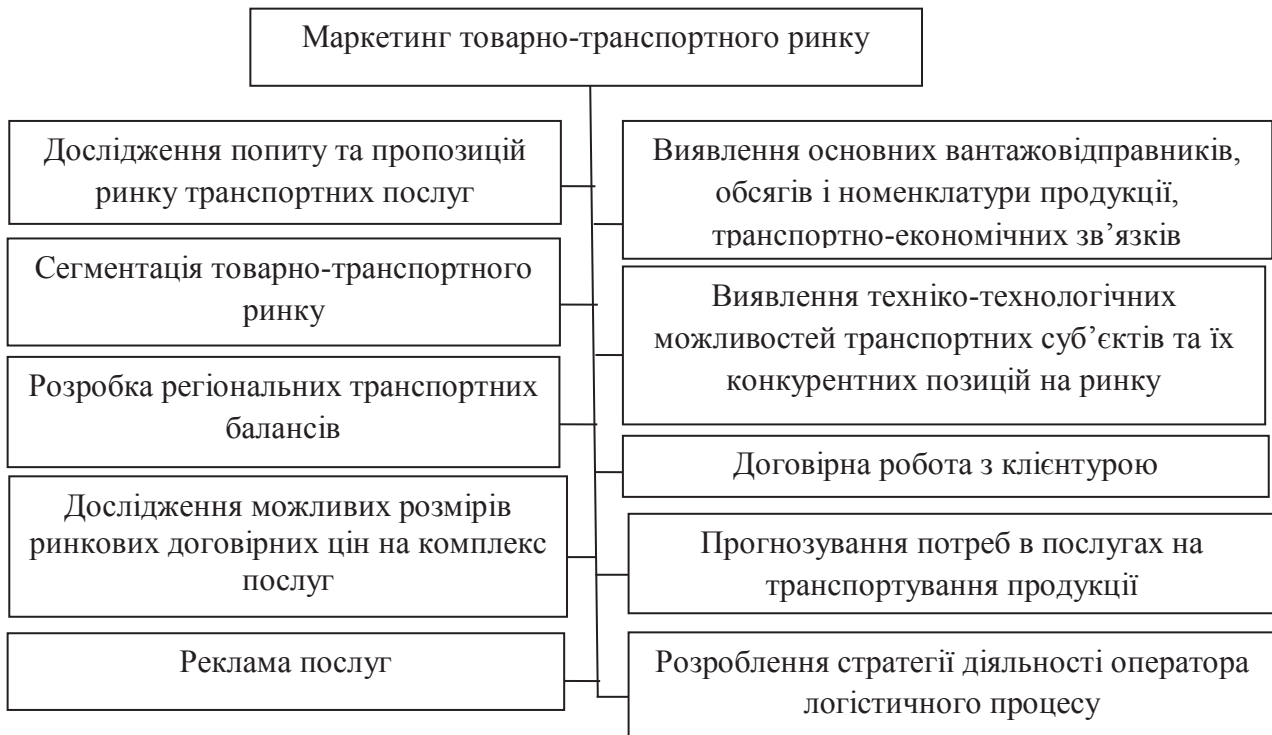 Маркетинг товарно-транспортного ринку
Дослідження попиту та пропозицій
ринку транспортних послуг
Сегментація товарно-транспортного
ринку
Розробка регіональних транспортних
балансів
Дослідження можливих розмірів
ринкових договірних цін на комплекс
послуг
Реклама послуг
Виявлення основних вантажовідправників,
обсягів і номенклатури продукції,
транспортно-економічних зв’язків
Виявлення техніко-технологічних
можливостей транспортних суб’єктів та їх
конкурентних позицій на ринку
Договірна робота з клієнтурою
Прогнозування потреб в послугах на
транспортування продукції
Розроблення стратегії діяльності оператора
логістичного процесу